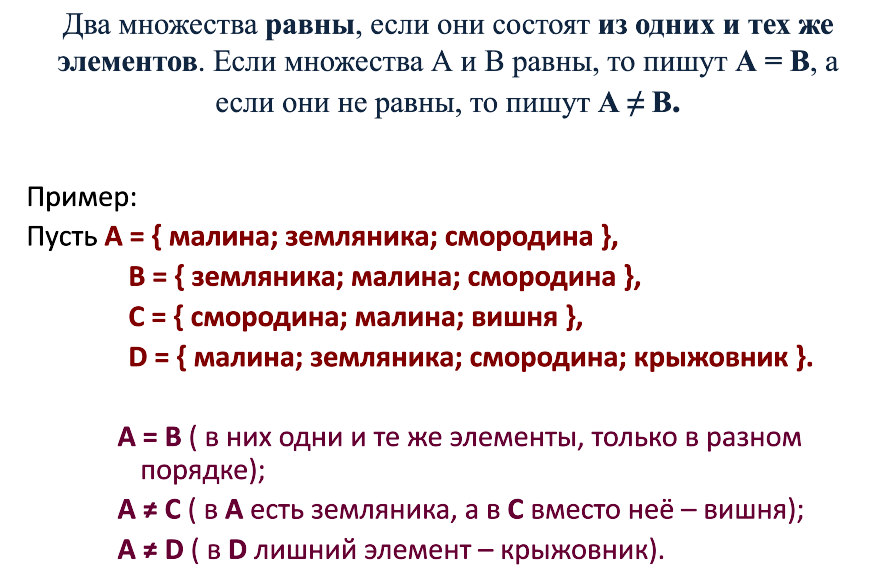 Два множества равны, если они состоят из одних и тех же
элементов. Если множества А и В равны, то пишут А = В, а
если они не равны, то пишут А ≠ В.
Пример:
Пусть А = { малина; земляника; смородина },
В = { земляника; малина; смородина },
С = { смородина; малина; вишня },
D = { малина; земляника; смородина; крыжовник }.
А = В ( в них одни и те же элементы, только в разном
порядке);
А ≠ С ( в А есть земляника, а в С вместо неё – вишня);
А ≠ D ( в D лишний элемент – крыжовник).